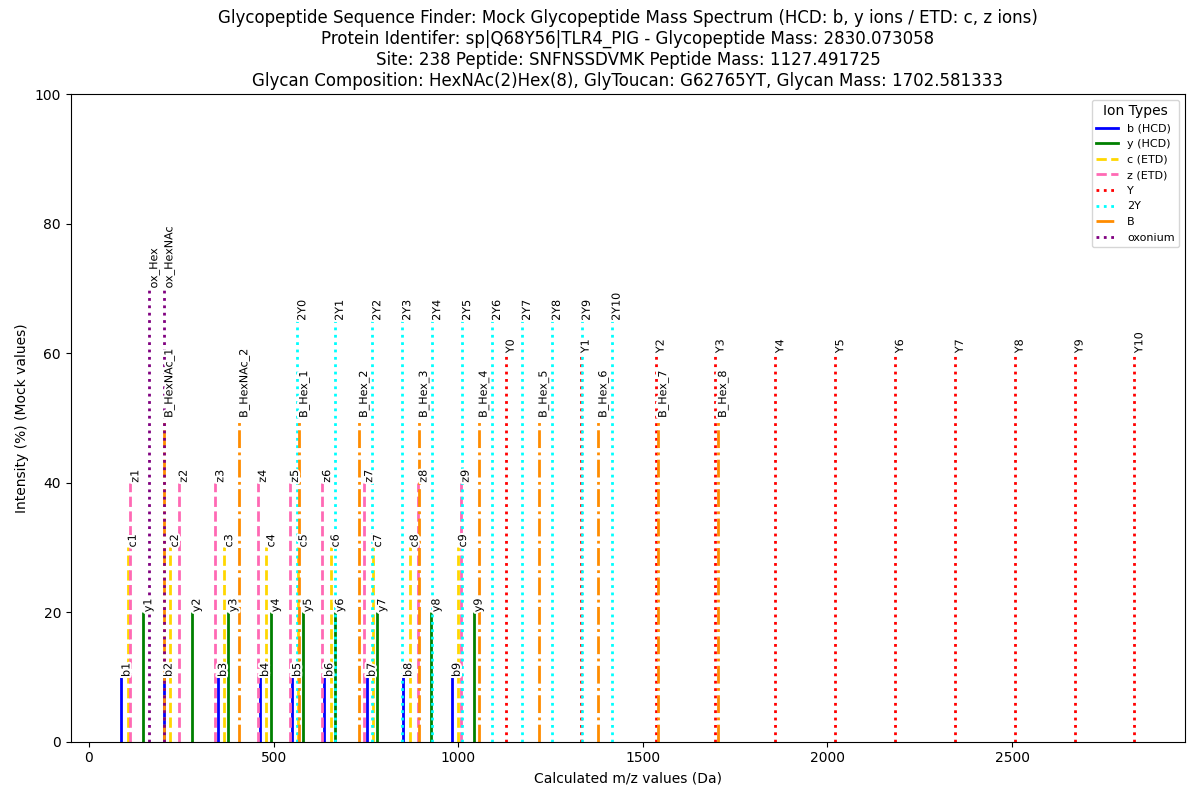 Glycopeptide Sequence Finder: Mock Glycopeptide Mass Spectrum (HCD: b, y ions / ETD: c, z ions)
Protein Identifer: sp|Q68Y56|TLR4_PIG - Glycopeptide Mass: 2830.073058
Site: 238 Peptide: SNFNSSDVMK Peptide Mass: 1127.491725
Glycan Composition: HexNAc(2)Hex(8), GlyToucan: G62765YT, Glycan Mass: 1702.581333
Intensity (%) (Mock values)
100
80
60
40
20
0
Ion Types
b (HCD)
y (HCD)
c (ETD)
z (ETD)
Y
2Y
B
oxonium
ox_Hex
ox_HexNAc
2Y0
2Y1
2Y2
2Y3
2Y4
2Y5
2Y6
2Y7
2Y8
2Y9
2Y10
Y0
Y1
Y2
Y3
Y4
Y5
Y6
Y7
Y8
Y9
Y10
B_HexNAc_1
B_HexNAc_2
B_Hex_1
B_Hex_2
B_Hex_3
B_Hex_4
B_Hex_5
B_Hex_6
B_Hex_7
B_Hex_8
z1
z2
z3
z4
z5
z6
z7
z8
z9
c1
c2
c3
c4
c5
c6
c7
c8
c9
y1
y2
y3
y4
y5
y6
y7
y8
y9
b1
b2
b3
b4
b5
b6
b7
b8
b9
0
500
1000
1500
2000
2500
Calculated m/z values (Da)